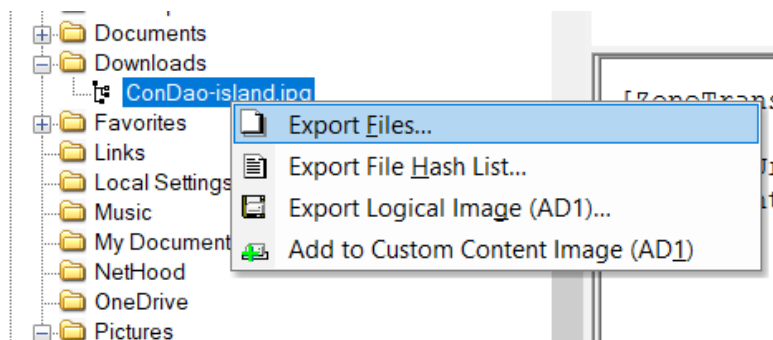 Documents
Downloads
ConDao-island.jpg
Favorites
Links
Local Settings
Music
My Document
NetHood
OneDrive
Pictures
[ZoneTrans
Export Files...
Export File Hash List...
Export Logical Image (AD1)...
Add to Custom Content Image (AD1)